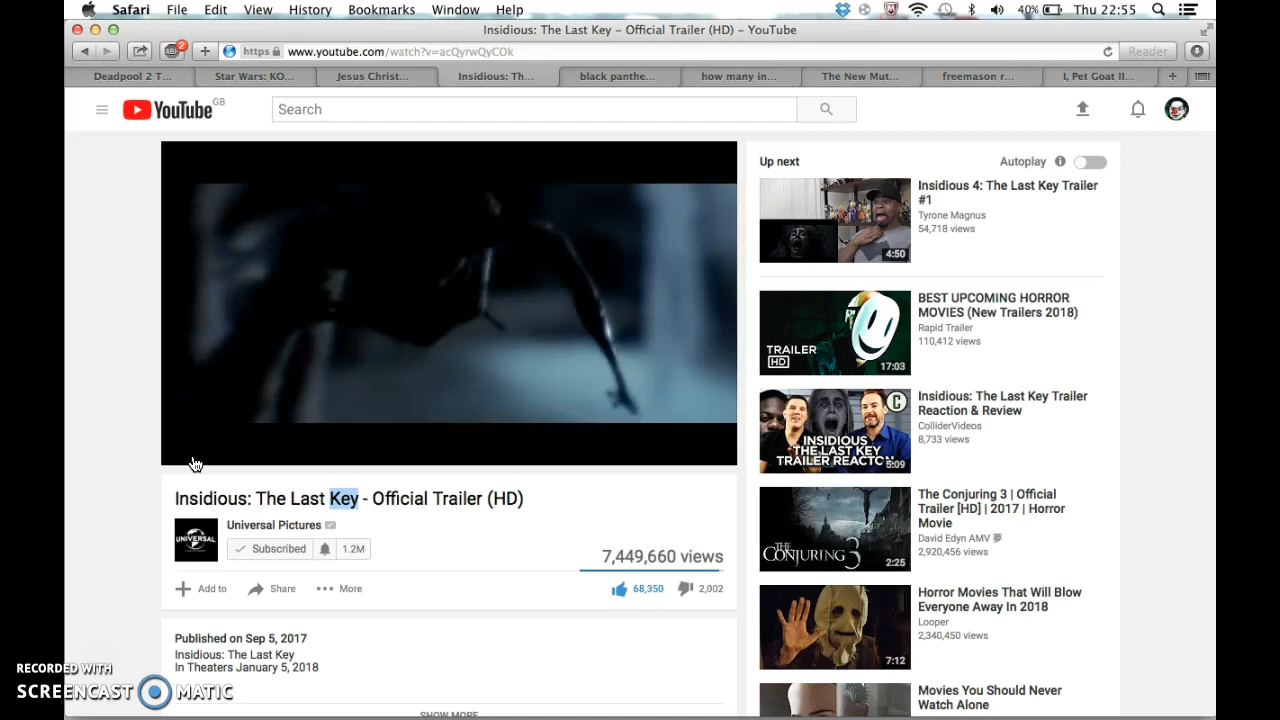 Safari File Edit View History Bookmarks Window Help 40% Thu 22:55
Insidious: The Last Key - Official Trailer (HD) - YouTube
ABP 2 https www.youtube.com/watch?v=acQyrwQyCOk Reader
Deadpool 2 T... Star Wars: KO... Jesus Christ... Insidious: Th... black panthe... how many in... The New Mut... freemason r... I, Pet Goat II...
YouTube GB Search
Up next Autoplay
Insidious 4: The Last Key Trailer
#1
Tyrone Magnus
54,718 views
4:50
BEST UPCOMING HORROR
MOVIES (New Trailers 2018)
Rapid Trailer
110,412 views
TRAILER
HD
17:03
Insidious: The Last Key Trailer
Reaction & Review
ColliderVideos
8,733 views
C
INSIDIOUS
THE LAST KEY
TRAILER REACTON
5:09
Insidious: The Last Key - Official Trailer (HD)
UNIVERSAL
Universal Pictures
Subscribed 1.2M
7,449,660 views
Add to Share More 68,350 2,002
The Conjuring 3 | Official
Trailer [HD] | 2017 | Horror
Movie
David Edyn AMV 夢
2,920,456 views
THE
CONJURING 3
2:25
Horror Movies That Will Blow
Everyone Away In 2018
Looper
2,340,450 views
7:12
Published on Sep 5, 2017
Insidious: The Last Key
In Theaters January 5, 2018
SHOW MORE
Movies You Should Never
Watch Alone
RECORDED WITH
SCREENCAST MATIC